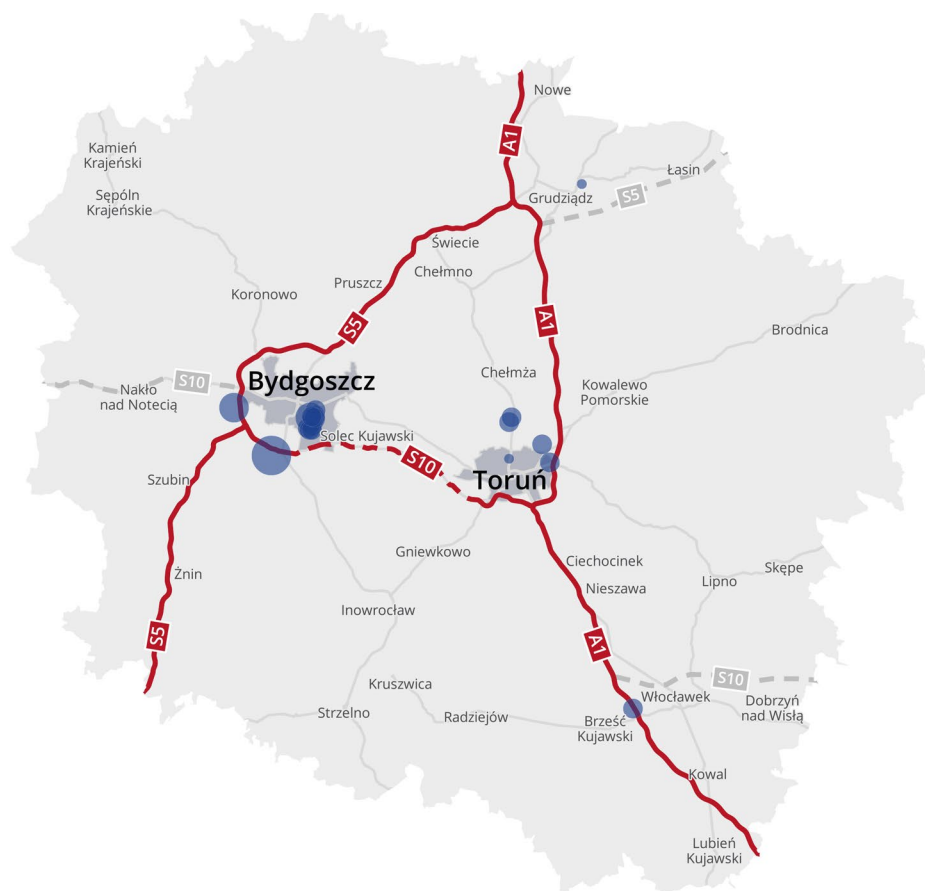 Nowe
A1
Kamień
Krajeński
Łasin
Sępóln
Krajeńskie
Grudziądz
S5
Świecie
Chełmno
Pruszcz
Koronowo
S5
A1
Brodnica
Chełmża
S10
Bydgoszcz
Nakło
nad Notecią
Kowalewo
Pomorskie
Solec Kujawski
S10
Szubin
Toruń
Gniewkowo
Ciechocinek
Skępe
Żnin
Nieszawa
Lipno
Inowrocław
S5
A1
S10
Kruszwica
Włocławek
Dobrzyń
nad Wisłą
Strzelno
Radziejów
Brześć
Kujawski
Kowal
Lubień
Kujawski